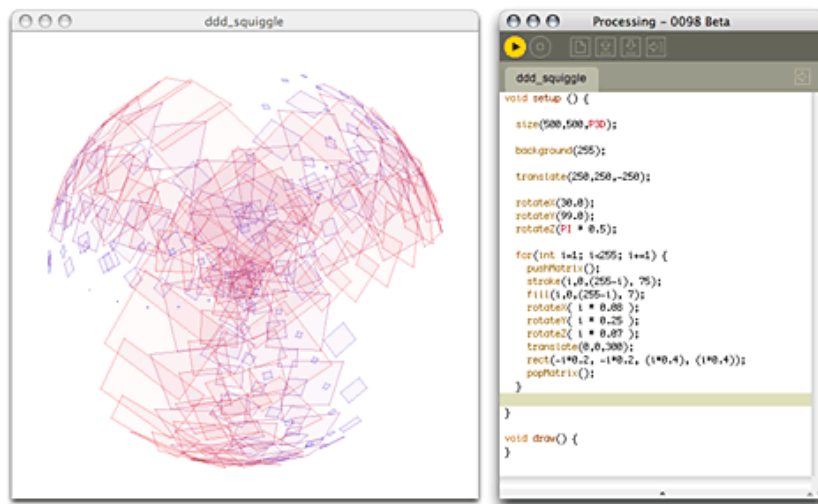 ddd_squiggle
Processing - 0098 Beta
ddd_squiggle
void setup () {
size(500,500,P3D);
background(255);
translate(250,250,-250);
rotateX(30.0);
rotateY(99.0);
rotateZ(PI * 0.5);
for(int i=1; i<255; i+=1) {
pushMatrix();
stroke(i,0,(255-i), 75);
fill(i,0,(255-i), 7);
rotateX( i * 0.08 );
rotateY( i * 0.25 );
rotateZ( i * 0.07 );
translate(0,0,300);
rect(-i*0.2, -i*0.2, (i*0.4), (i*0.4));
popMatrix();
}
}
void draw() {
}